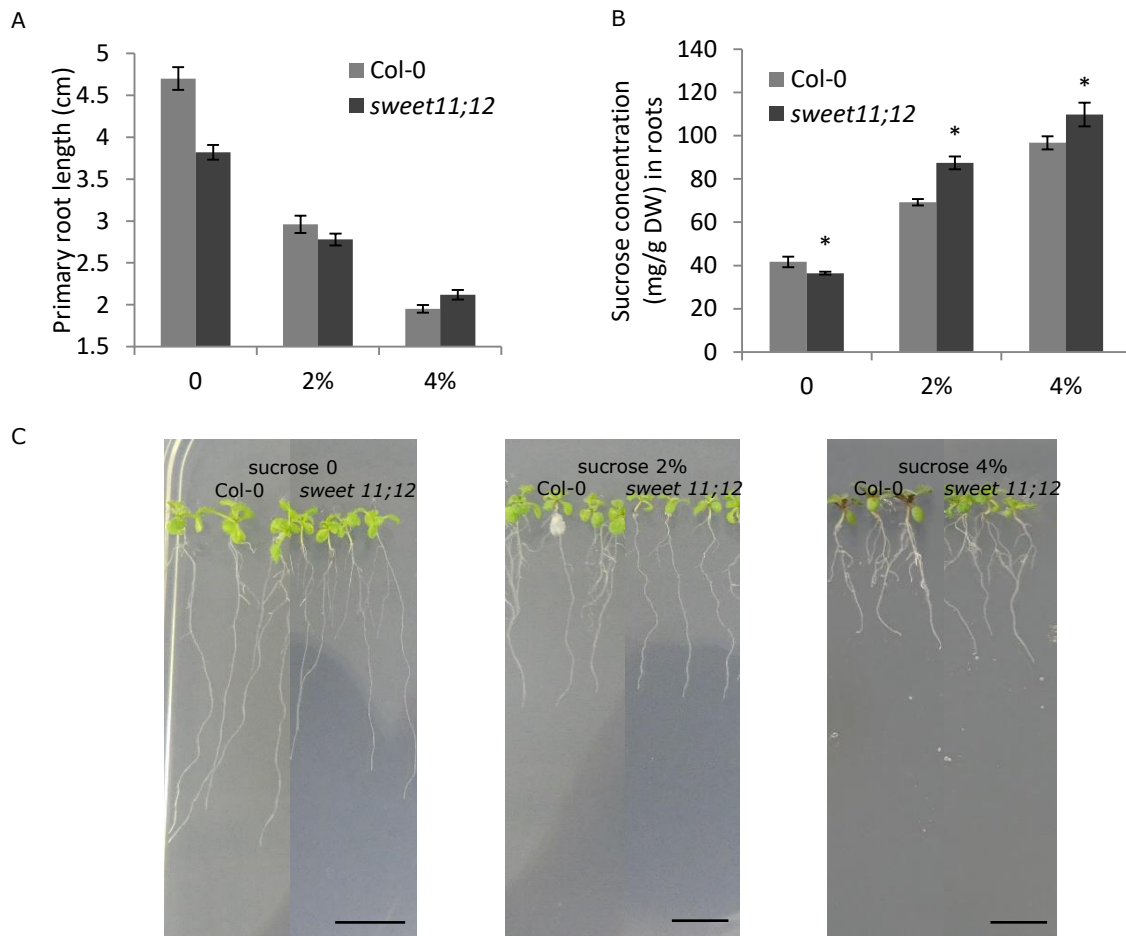 A
Primary root length (cm)
5
4.5
4
3.5
3
2.5
2
1.5
0
2%
4%
Col-0
sweet11;12
B
Sucrose concentration
(mg/g DW) in roots
140
120
100
80
60
40
20
0
0
2%
4%
Col-0
sweet11;12
*
*
*
C
sucrose 0
Col-0
sweet 11;12
sucrose 2%
Col-0
sweet 11;12
sucrose 4%
Col-0
sweet 11;12